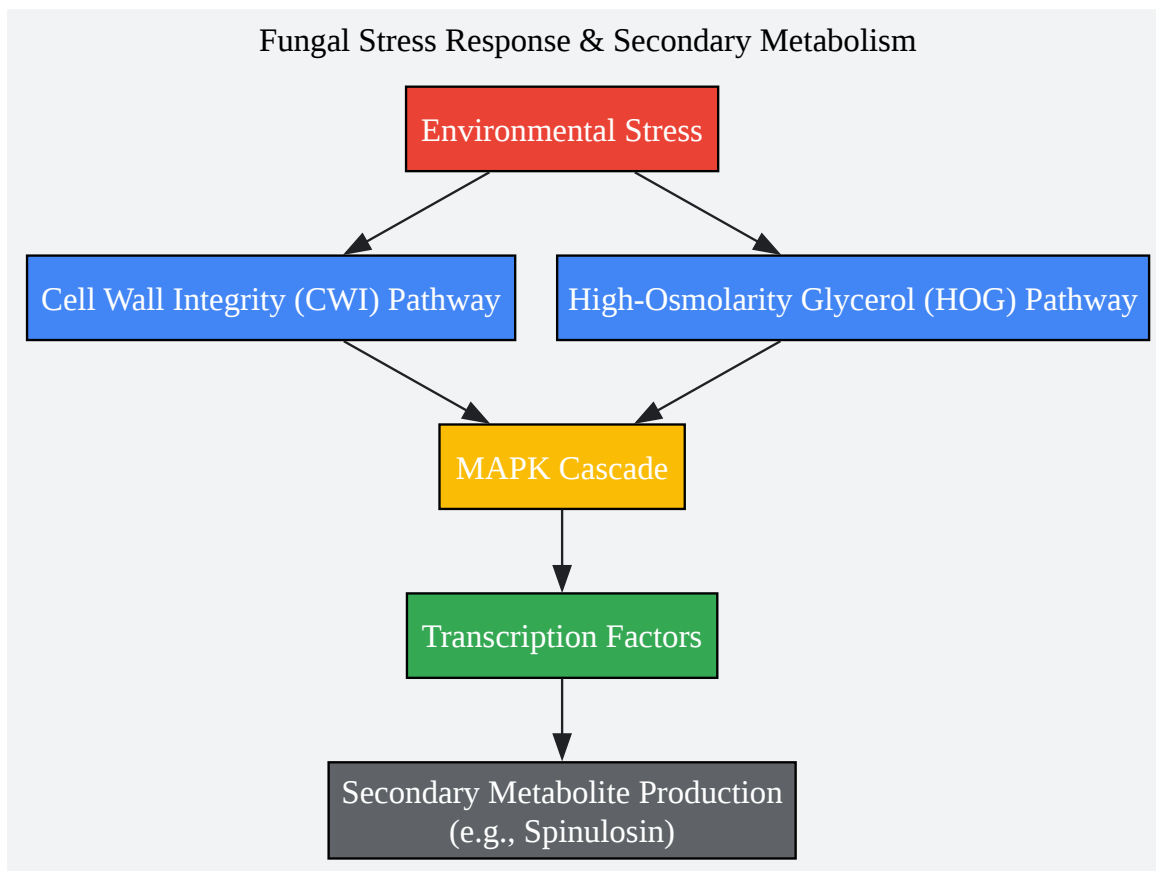 Fungal Stress Response & Secondary Metabolism
Environmental Stress
Cell Wall Integrity (CWI) Pathway
High-Osmolarity Glycerol (HOG) Pathway
MAPK Cascade
Transcription Factors
Secondary Metabolite Production
(e.g., Spinulosin)